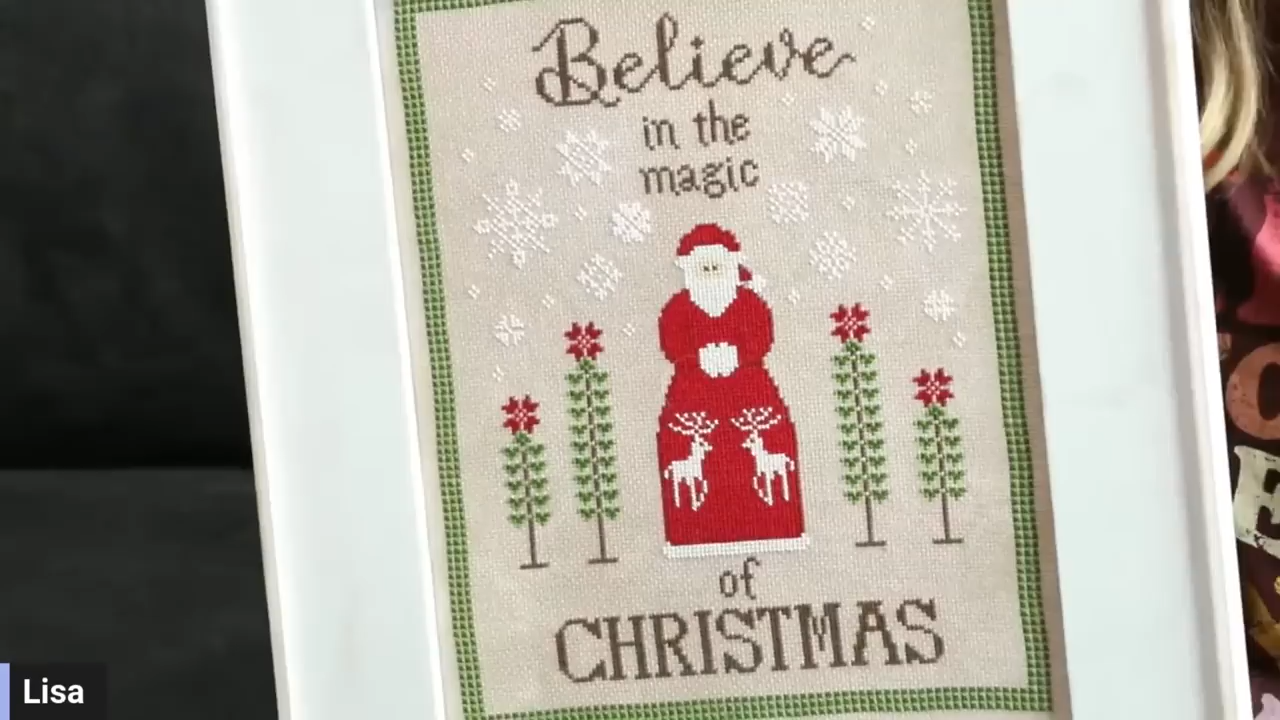 Believe
in the
magic
of
CHRISTMAS
Lisa